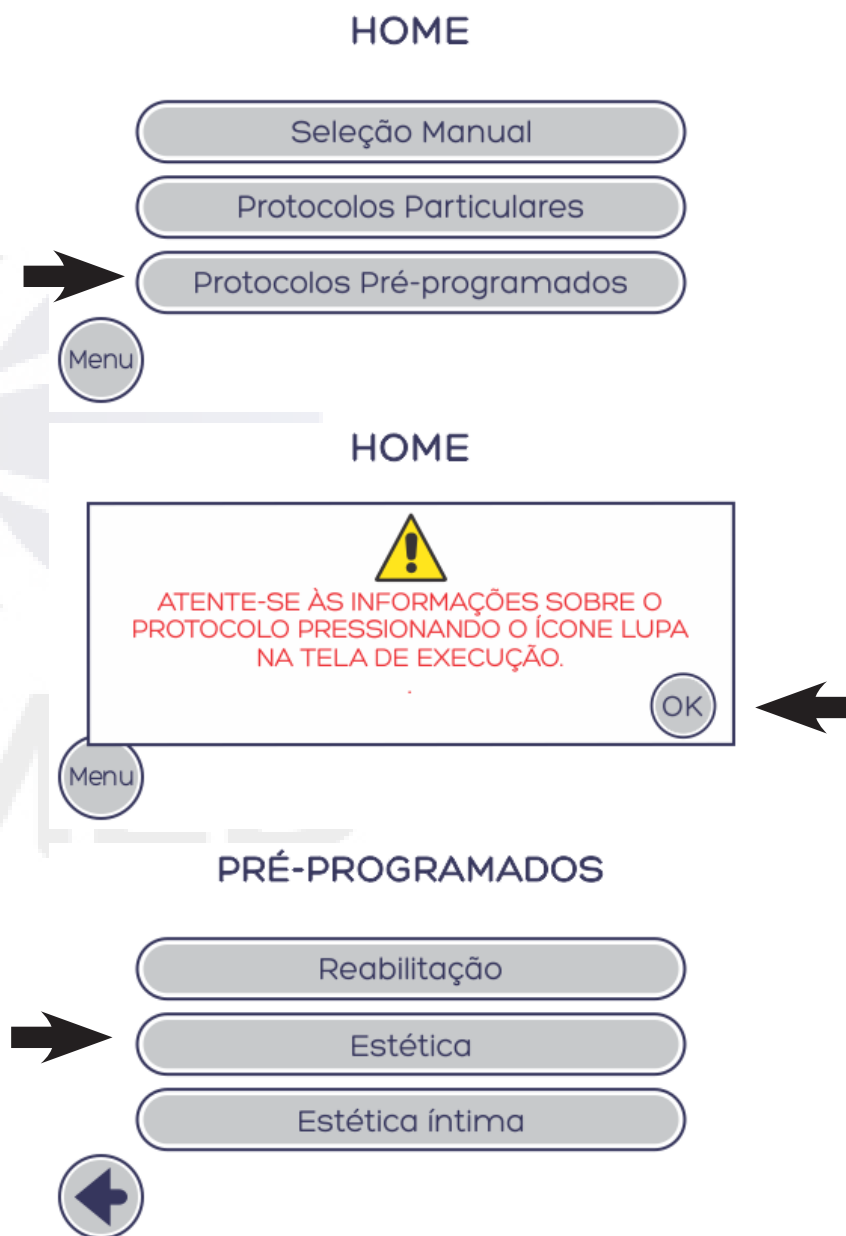 HOME
Seleção Manual
Protocolos Particulares
Protocolos Pré-programados
Menu
HOME
ATENTE-SE ÀS INFORMAÇÕES SOBRE O
PROTOCOLO PRESSIONANDO O ÍCONE LUPA
NA TELA DE EXECUÇÃO.
.
OK
Menu
PRÉ-PROGRAMADOS
Reabilitação
Estética
Estética íntima